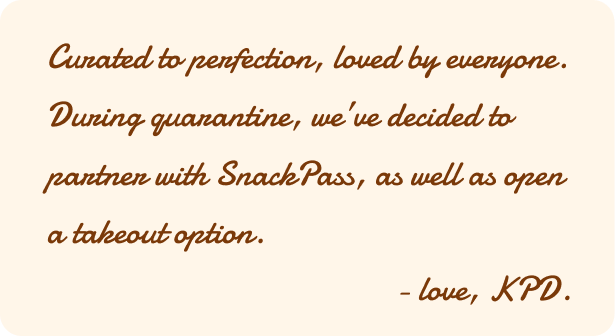 Curated to perfection, loved by everyone.
During quarantine, we've decided to
partner with SnackPass, as well as open
a takeout option.
- love, KPD.